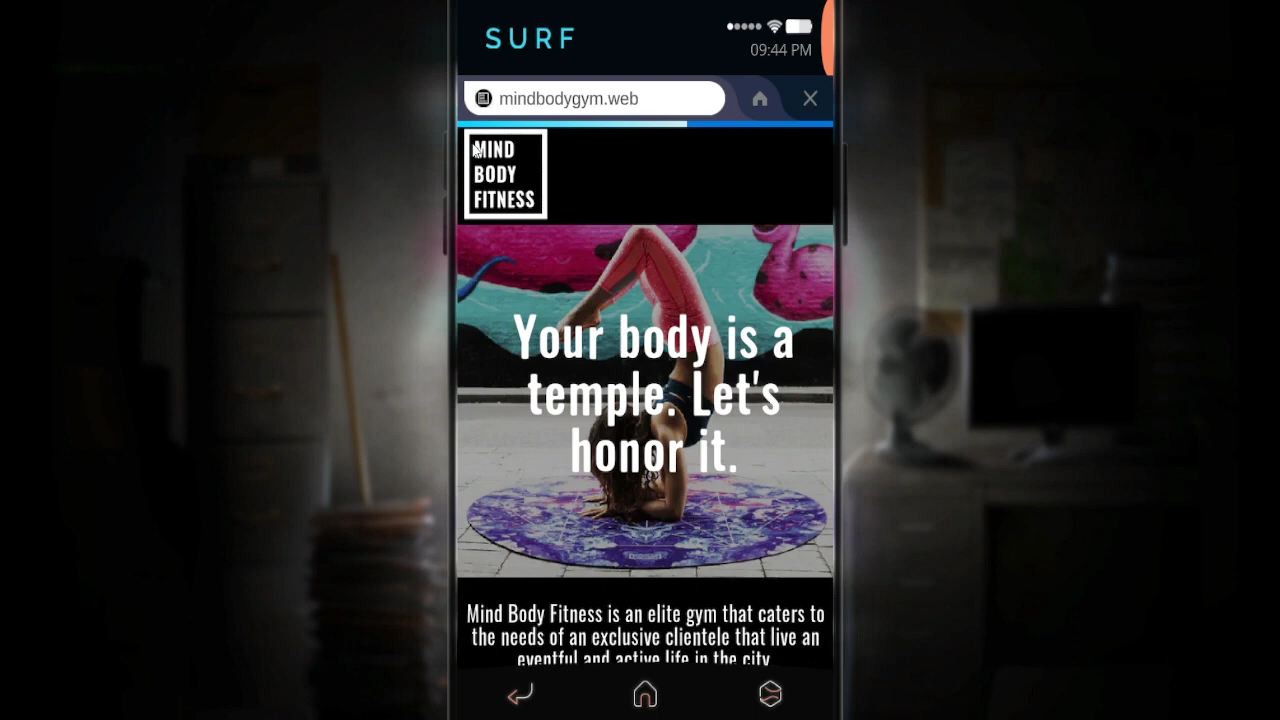 SURF
09:44 PM
mindbodygym.web
MIND
BODY
FITNESS
Your body is a
temple. Let's
honor it.
Mind Body Fitness is an elite gym that caters to
the needs of an exclusive clientele that live an
eventful and active life in the city